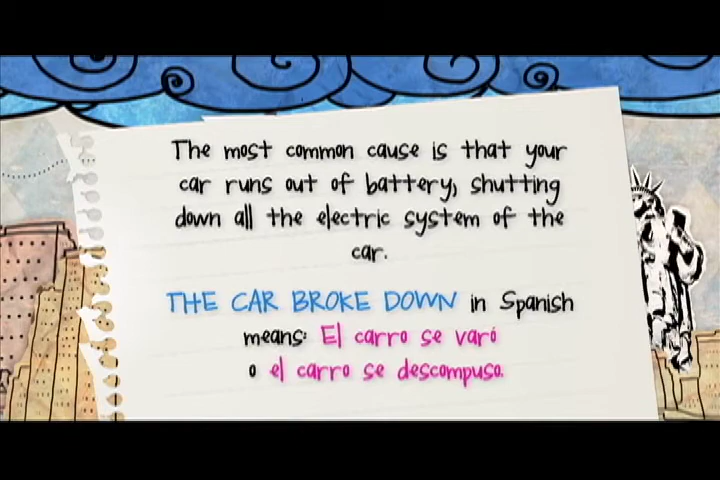 The most common cause is that your
car runs out of battery, shutting
down all the electric system of the
car.
THE CAR BROKE DOWN in Spanish
means: El carro se varó
o el carro se descompuso.